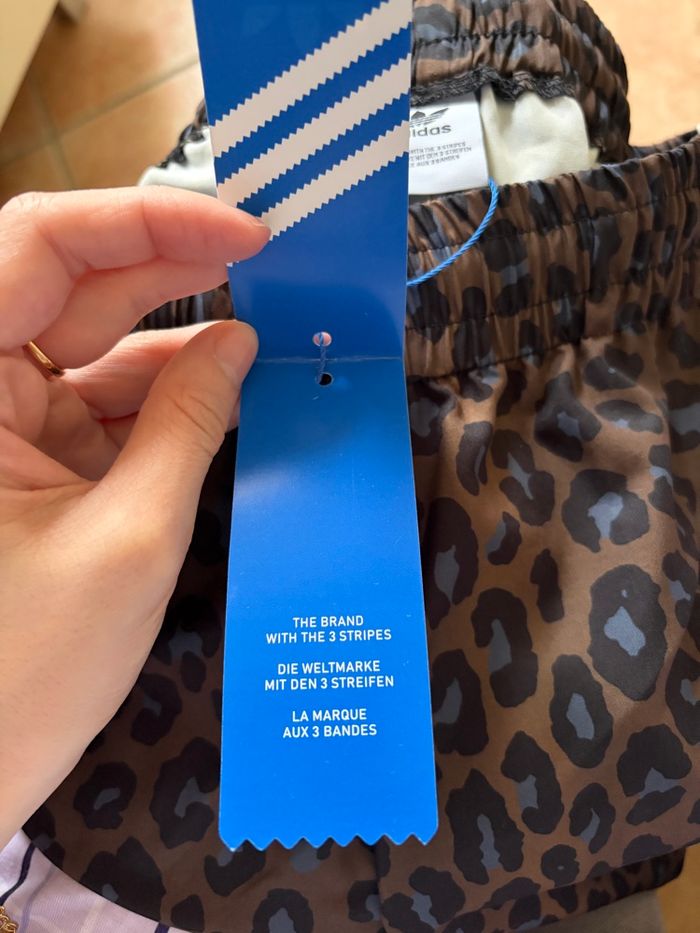 adidas
THE BRAND
WITH THE 3 STRIPES
DIE WELTMARKE
MIT DEN 3 STREIFEN
LA MARQUE
AUX 3 BANDES